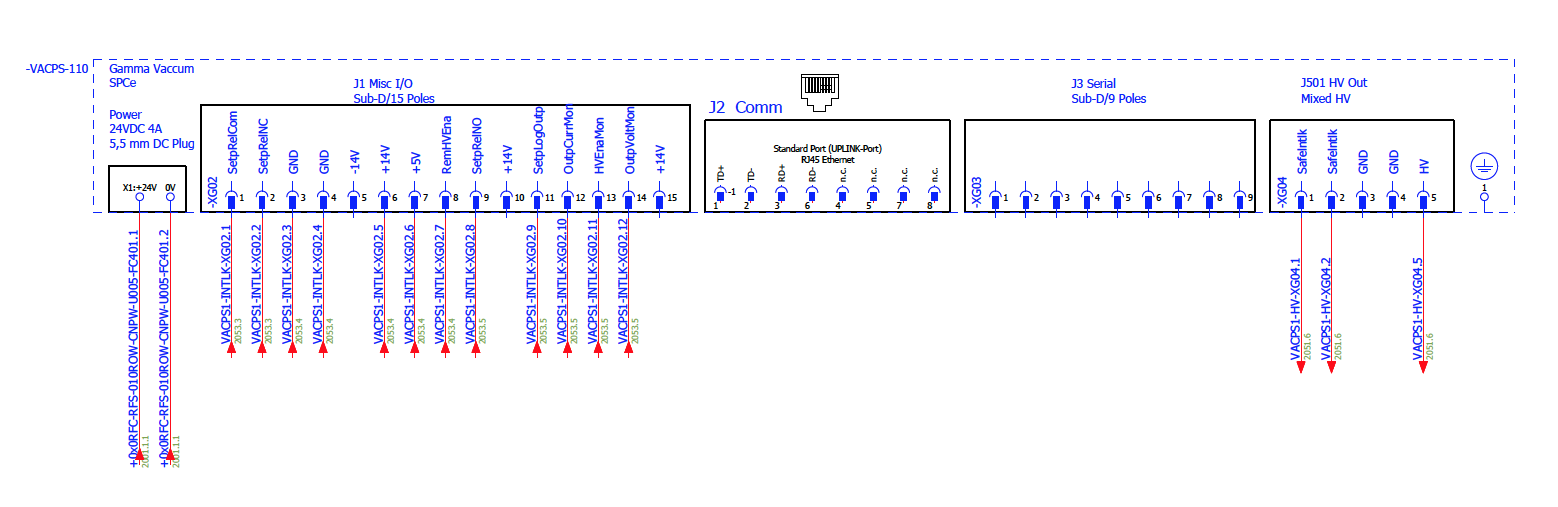 -VACPS-110
Gamma Vaccum
SPCe
Power
24VDC 4A
5,5 mm DC Plug
X1:+24V 0V
J1 Misc I/O
Sub-D/15 Poles
-XG02
SetpRelCom
SetpRelNC
GND
GND
-14V
+14V
+5V
RemHVEna
SetpRelNO
+14V
SetpLogOutp
OutpCurrMon
HVEnaMon
OutpVoltMon
+14V
1 2 3 4 5 6 7 8 9 10 11 12 13 14 15
J2 Comm
Standard Port (UPLINK-Port)
RJ45 Ethernet
TD+
TD-
RD+
RD-
n.c.
n.c.
n.c.
n.c.
-1
1 2 3 6 4 5 7 8
J3 Serial
Sub-D/9 Poles
-XG03
1 2 3 4 5 6 7 8 9
J501 HV Out
Mixed HV
-XG04
SafeIntlk
SafeIntlk
GND
GND
HV
1 2 3 4 5
1
+0x0RFC-RFS-010ROW-CNPW-U005-FC401.1
2001.1.1
+0x0RFC-RFS-010ROW-CNPW-U005-FC401.2
2001.1.1
VACPS1-INTLK-XG02.1
2053.3
VACPS1-INTLK-XG02.2
2053.3
VACPS1-INTLK-XG02.3
2053.4
VACPS1-INTLK-XG02.4
2053.4
VACPS1-INTLK-XG02.5
2053.4
VACPS1-INTLK-XG02.6
2053.4
VACPS1-INTLK-XG02.7
2053.4
VACPS1-INTLK-XG02.8
2053.5
VACPS1-INTLK-XG02.9
2053.5
VACPS1-INTLK-XG02.10
2053.5
VACPS1-INTLK-XG02.11
2053.5
VACPS1-INTLK-XG02.12
2053.5
VACPS1-HV-XG04.1
2051.6
VACPS1-HV-XG04.2
2051.6
VACPS1-HV-XG04.5
2051.6